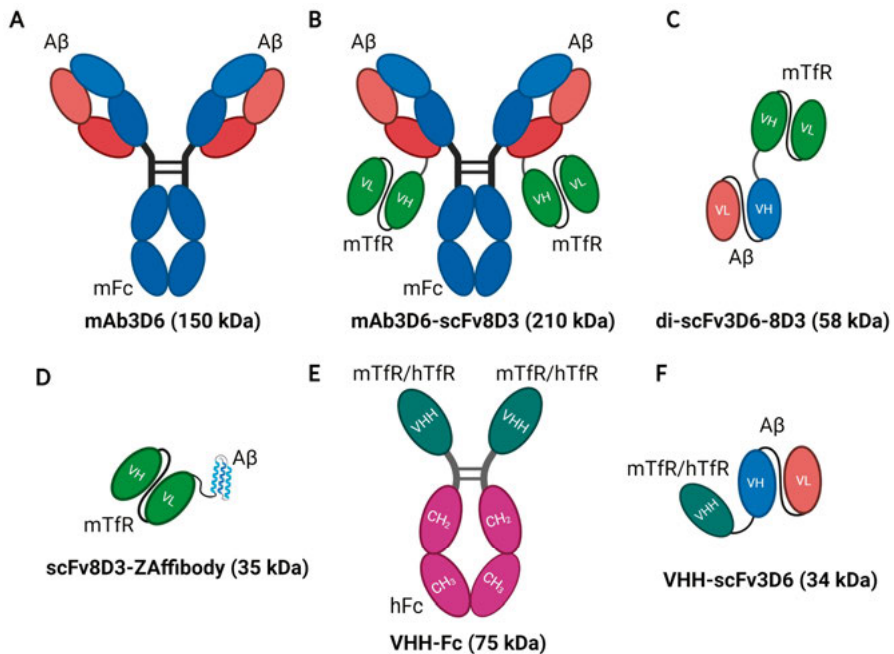 A
Aβ
Aβ
mFc
mAb3D6 (150 kDa)
B
Aβ
Aβ
VL
VH
mTfR
VH
VL
mTfR
mFc
mAb3D6-scFv8D3 (210 kDa)
C
mTfR
VH
VL
VL
VH
Aβ
di-scFv3D6-8D3 (58 kDa)
D
VH
VL
Aβ
mTfR
scFv8D3-ZAffibody (35 kDa)
E
mTfR/hTfR
mTfR/hTfR
VHH
VHH
CH₂
CH₂
CH₃
CH₃
hFc
VHH-Fc (75 kDa)
F
Aβ
mTfR/hTfR
VH
VL
VHH
VHH-scFv3D6 (34 kDa)